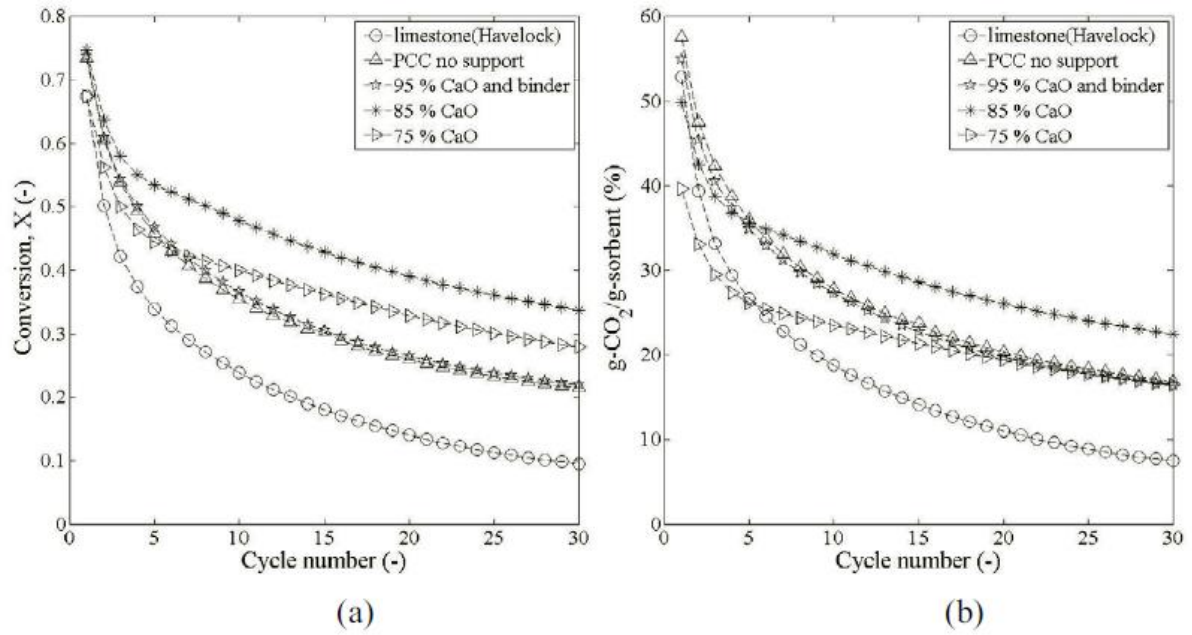 0.8
0.7
0.6
0.5
0.4
0.3
0.2
0.1
0
Conversion, X (-)
0 5 10 15 20 25 30
Cycle number (-)
limestone(Havelock)
PCC no support
95 % CaO and binder
85 % CaO
75 % CaO
(a)
60
50
40
30
20
10
0
g-CO2/g-sorbent (%)
0 5 10 15 20 25 30
Cycle number (-)
limestone(Havelock)
PCC no support
95 % CaO and binder
85 % CaO
75 % CaO
(b)